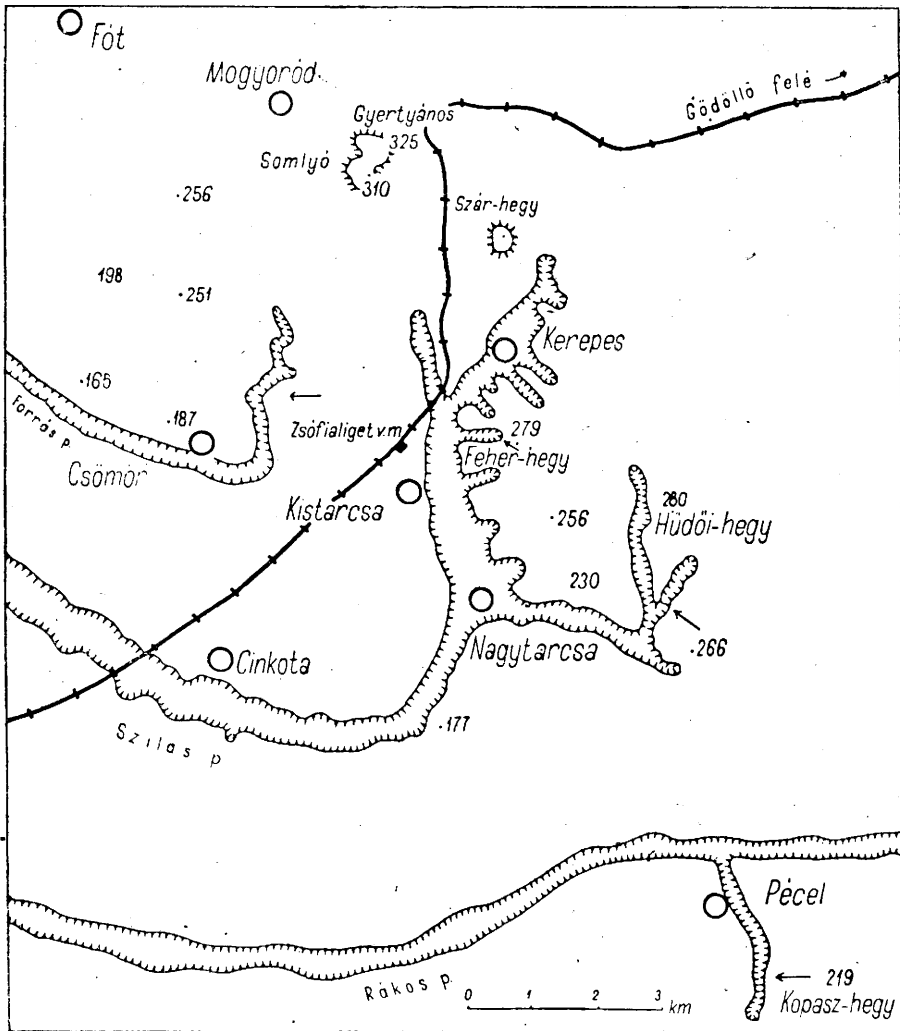 Fót
Mogyoród
Gödöllő felé
Gyertyános
325
Somlyó
310
.256
Szár-hegy
198
.251
Kerepes
.165
Forrás p.
.187
Zsófialiget v.m.
279
Fehér-hegy
Csömör
Kistarcsa
280
.256
Hüdői-hegy
230
Nagytarcsa
.266
Cinkota
.177
Szilas p
Pécel
219
Kopasz-hegy
Rákos p.
0 1 2 3 km